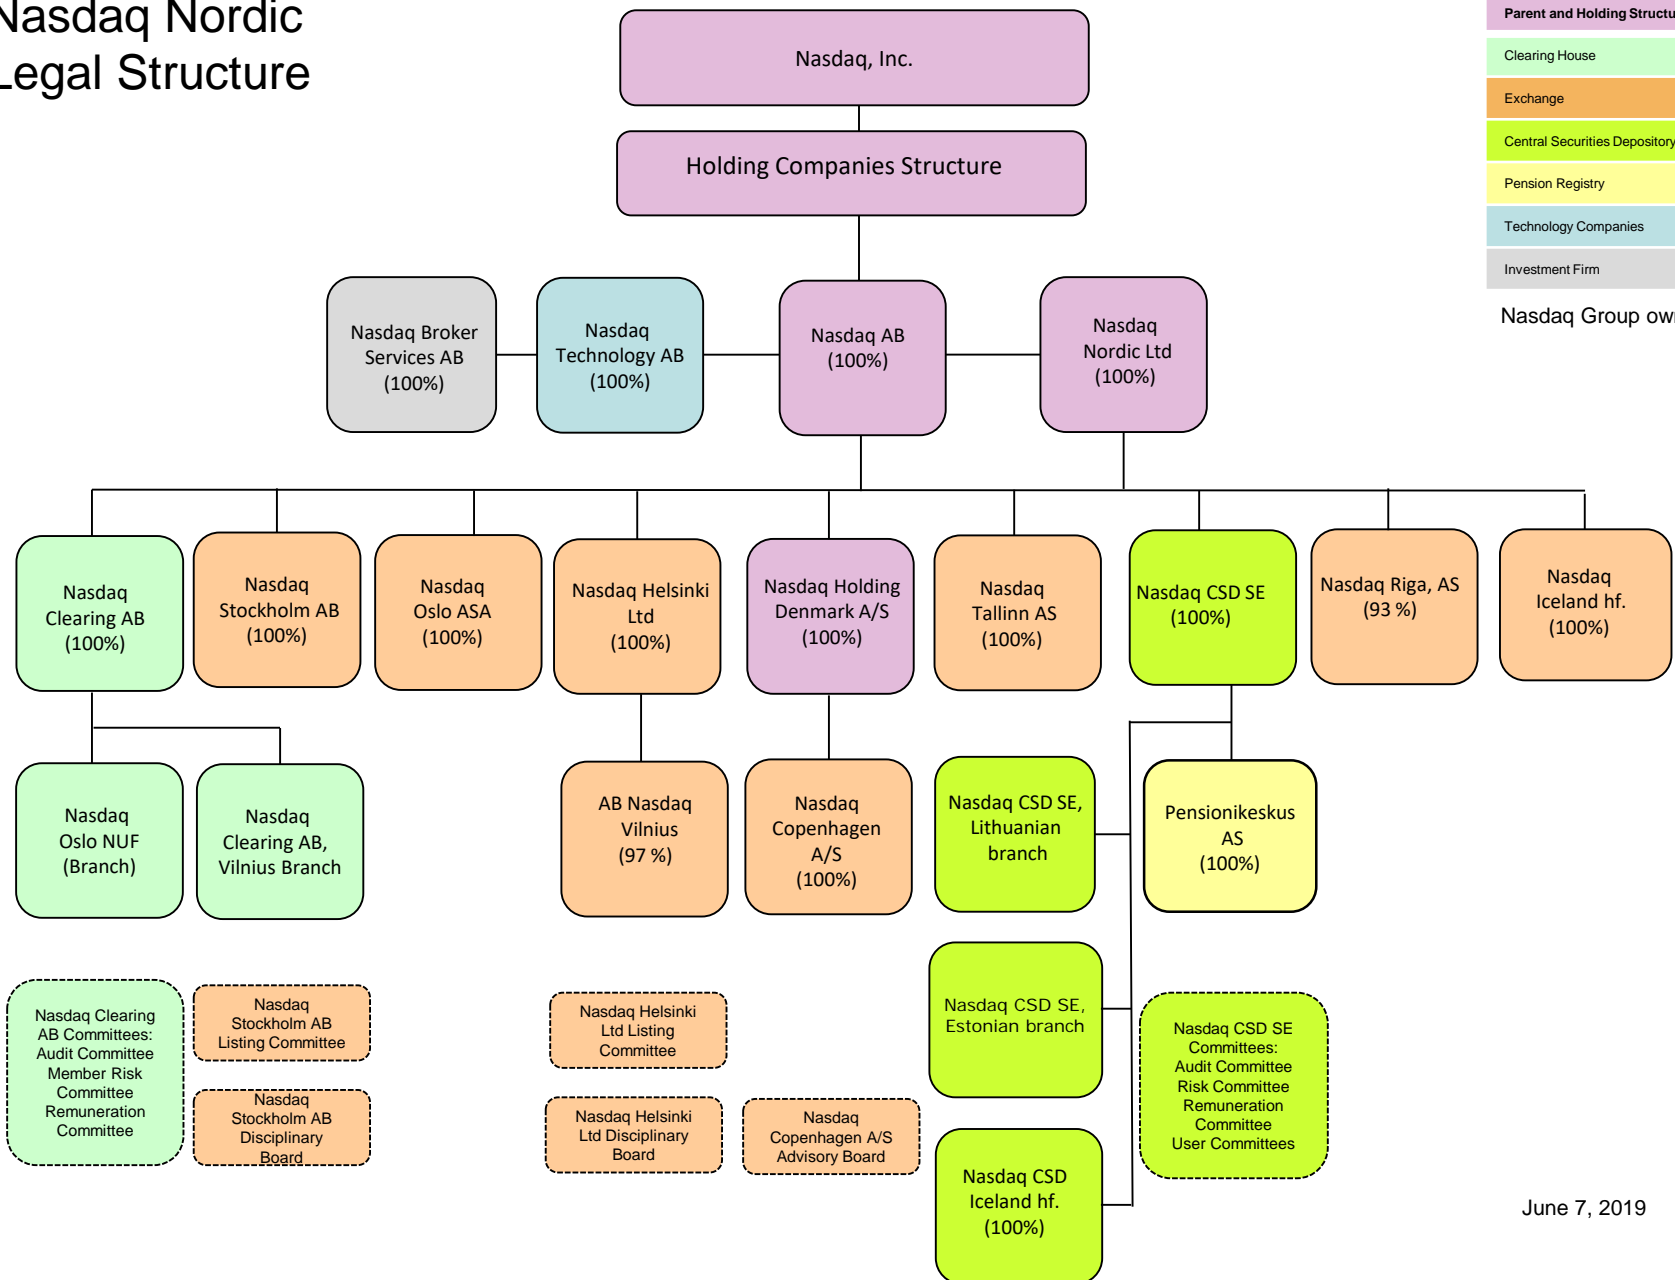 Nasdaq Nordic
Legal Structure
Nasdaq, Inc.
Holding Companies Structure
Parent and Holding Structu
Clearing House
Exchange
Central Securities Depository
Pension Registry
Technology Companies
Investment Firm
Nasdaq Group ow
Nasdaq Broker
Services AB
(100%)
Nasdaq
Technology AB
(100%)
Nasdaq AB
(100%)
Nasdaq
Nordic Ltd
(100%)
Nasdaq
Clearing AB
(100%)
Nasdaq
Stockholm AB
(100%)
Nasdaq
Oslo ASA
(100%)
Nasdaq Helsinki
Ltd
(100%)
Nasdaq Holding
Denmark A/S
(100%)
Nasdaq
Tallinn AS
(100%)
Nasdaq CSD SE
(100%)
Nasdaq Riga, AS
(93 %)
Nasdaq
Iceland hf.
(100%)
Nasdaq
Oslo NUF
(Branch)
Nasdaq
Clearing AB,
Vilnius Branch
AB Nasdaq
Vilnius
(97 %)
Nasdaq
Copenhagen
A/S
(100%)
Nasdaq CSD SE,
Lithuanian
branch
Pensionikeskus
AS
(100%)
Nasdaq Clearing
AB Committees:
Audit Committee
Member Risk
Committee
Remuneration
Committee
Nasdaq
Stockholm AB
Listing Committee
Nasdaq
Stockholm AB
Disciplinary
Board
Nasdaq Helsinki
Ltd Listing
Committee
Nasdaq Helsinki
Ltd Disciplinary
Board
Nasdaq
Copenhagen A/S
Advisory Board
Nasdaq CSD SE,
Estonian branch
Nasdaq CSD SE
Committees:
Audit Committee
Risk Committee
Remuneration
Committee
User Committees
Nasdaq CSD
Iceland hf.
(100%)
June 7, 2019